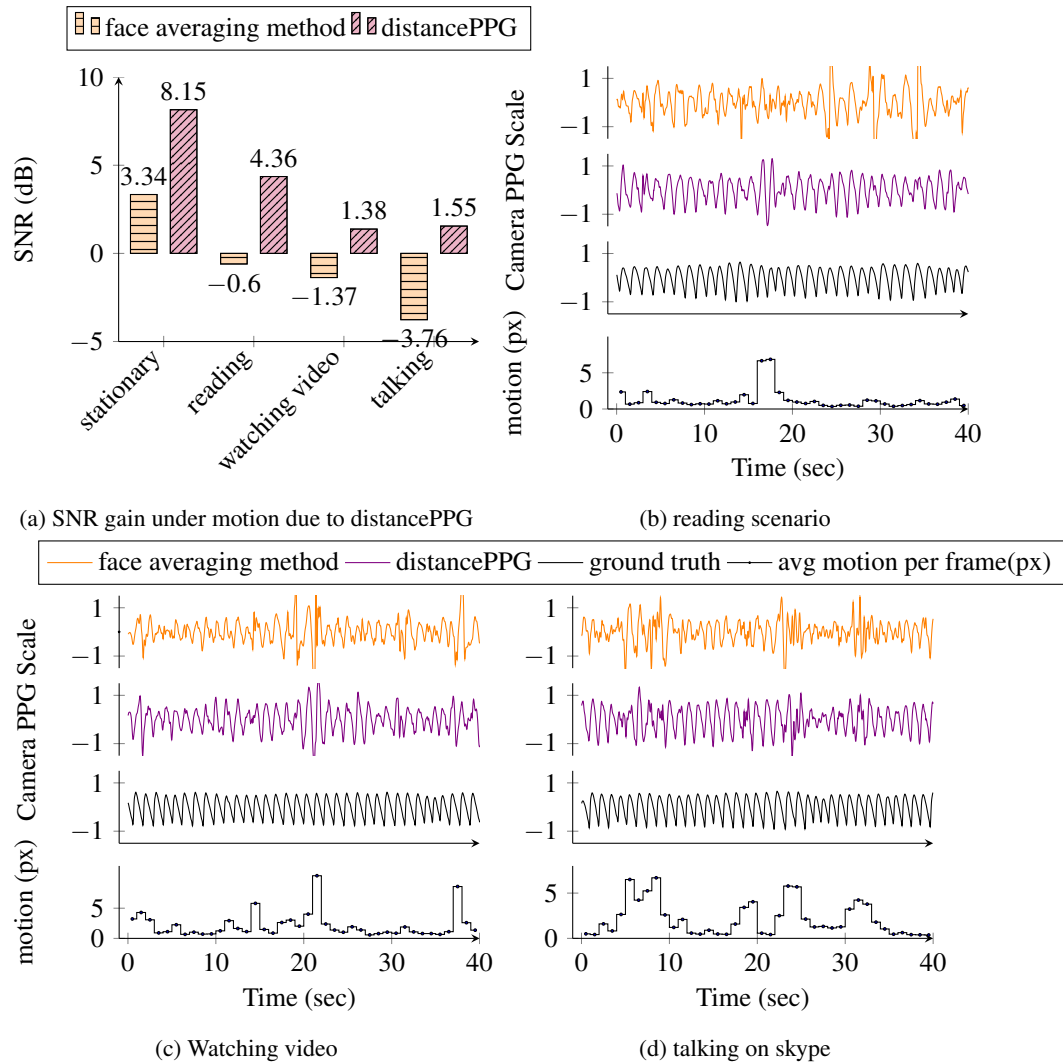 face averaging method distancePPG
10
5
0
−5
SNR (dB)
3.34
8.15
−0.6
4.36
−1.37
1.38
−3.76
1.55
stationary
reading
watching video
talking
(a) SNR gain under motion due to distancePPG
Camera PPG Scale
1
−1
1
−1
1
−1
motion (px)
5
0
0 10 20 30 40
Time (sec)
(b) reading scenario
face averaging method distancePPG ground truth avg motion per frame(px)
Camera PPG Scale
1
−1
1
−1
1
−1
motion (px)
5
0
0 10 20 30 40
Time (sec)
(c) Watching video
1
−1
1
−1
1
−1
5
0
0 10 20 30 40
Time (sec)
(d) talking on skype